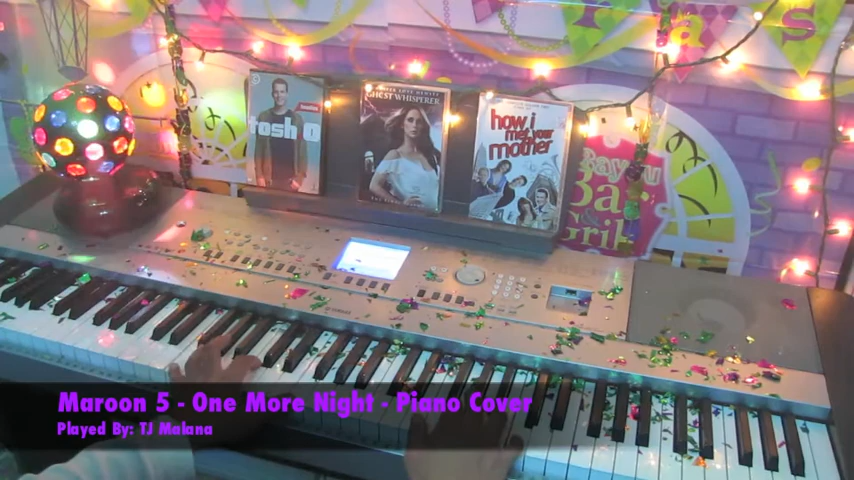 as
tosh.0
GHOST WHISPERER
how i
met your
mother
Bayou
Bar
&
Grill
Maroon 5 - One More Night - Piano Cover
Played By: TJ Malana